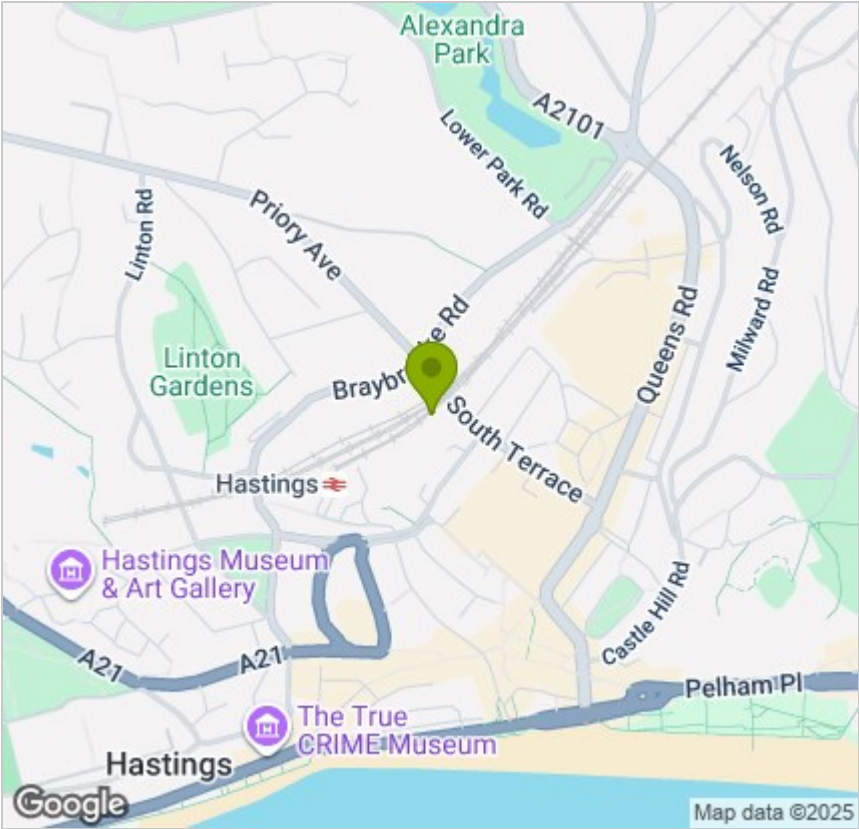 Alexandra
Park
A2101
Lower Park Rd
Nelson Rd
Linton Rd
Priory Ave
Milward Rd
Queens Rd
Linton
Gardens
South Terrace
Hastings
Hastings Museum
& Art Gallery
Castle Hill Rd
A21
A21
Pelham Pl
The True
CRIME Museum
Hastings
Google
Map data ©2025